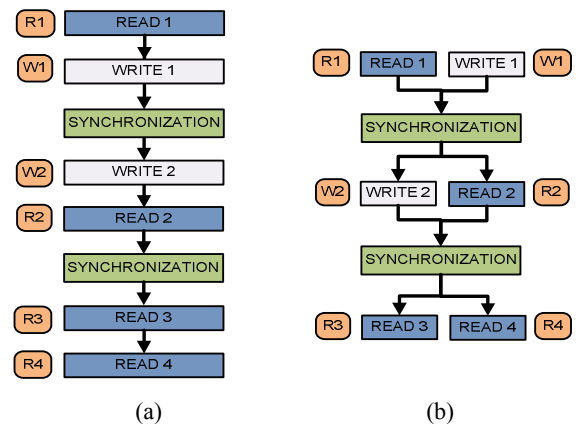 R1 READ 1
W1 WRITE 1
SYNCHRONIZATION
W2 WRITE 2
R2 READ 2
SYNCHRONIZATION
R3 READ 3
R4 READ 4
(a)
R1 READ 1 WRITE 1 W1
SYNCHRONIZATION
W2 WRITE 2 READ 2 R2
SYNCHRONIZATION
R3 READ 3 READ 4 R4
(b)